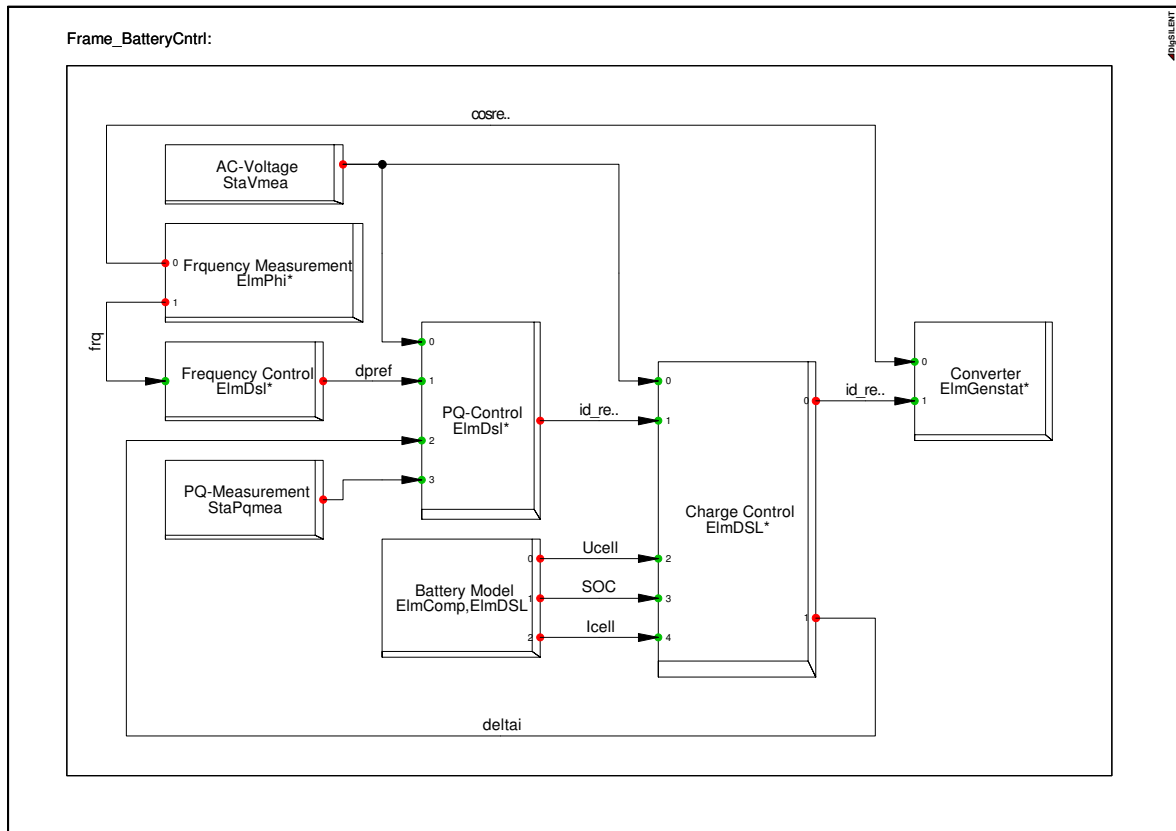 Frame_BatteryCntrl:
DIgSILENT
cosre..
AC-Voltage
StaVmea
0
Frquency Measurement
ElmPhi*
1
frq
Frequency Control
ElmDsl*
dpref
0
1
2
3
PQ-Control
ElmDsl*
id_re..
PQ-Measurement
StaPqmea
Battery Model
ElmComp,ElmDSL
0
1
2
Ucell
SOC
Icell
0
1
2
3
4
Charge Control
ElmDSL*
0
1
id_re..
0
1
Converter
ElmGenstat*
deltai